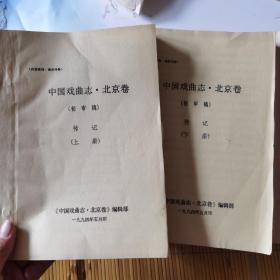 中国戏曲志·北京卷
(初审稿)
传记
(上册)
《中国戏曲志·北京卷》编辑部
一九九四年五月印
中国戏曲志·北京卷
(初审稿)
传记
(下册)
《中国戏曲志·北京卷》编辑部
一九九四年五月印